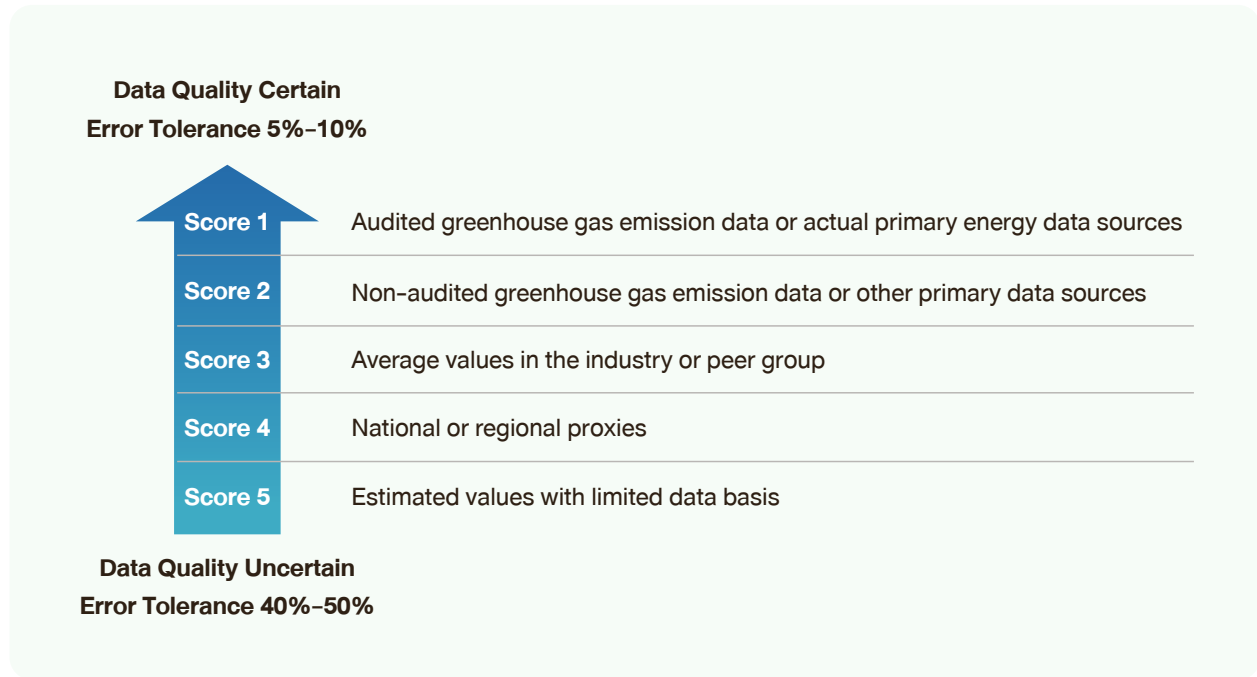 Data Quality Certain
Error Tolerance 5%–10%
Score 1 Audited greenhouse gas emission data or actual primary energy data sources
Score 2 Non-audited greenhouse gas emission data or other primary data sources
Score 3 Average values in the industry or peer group
Score 4 National or regional proxies
Score 5 Estimated values with limited data basis
Data Quality Uncertain
Error Tolerance 40%–50%